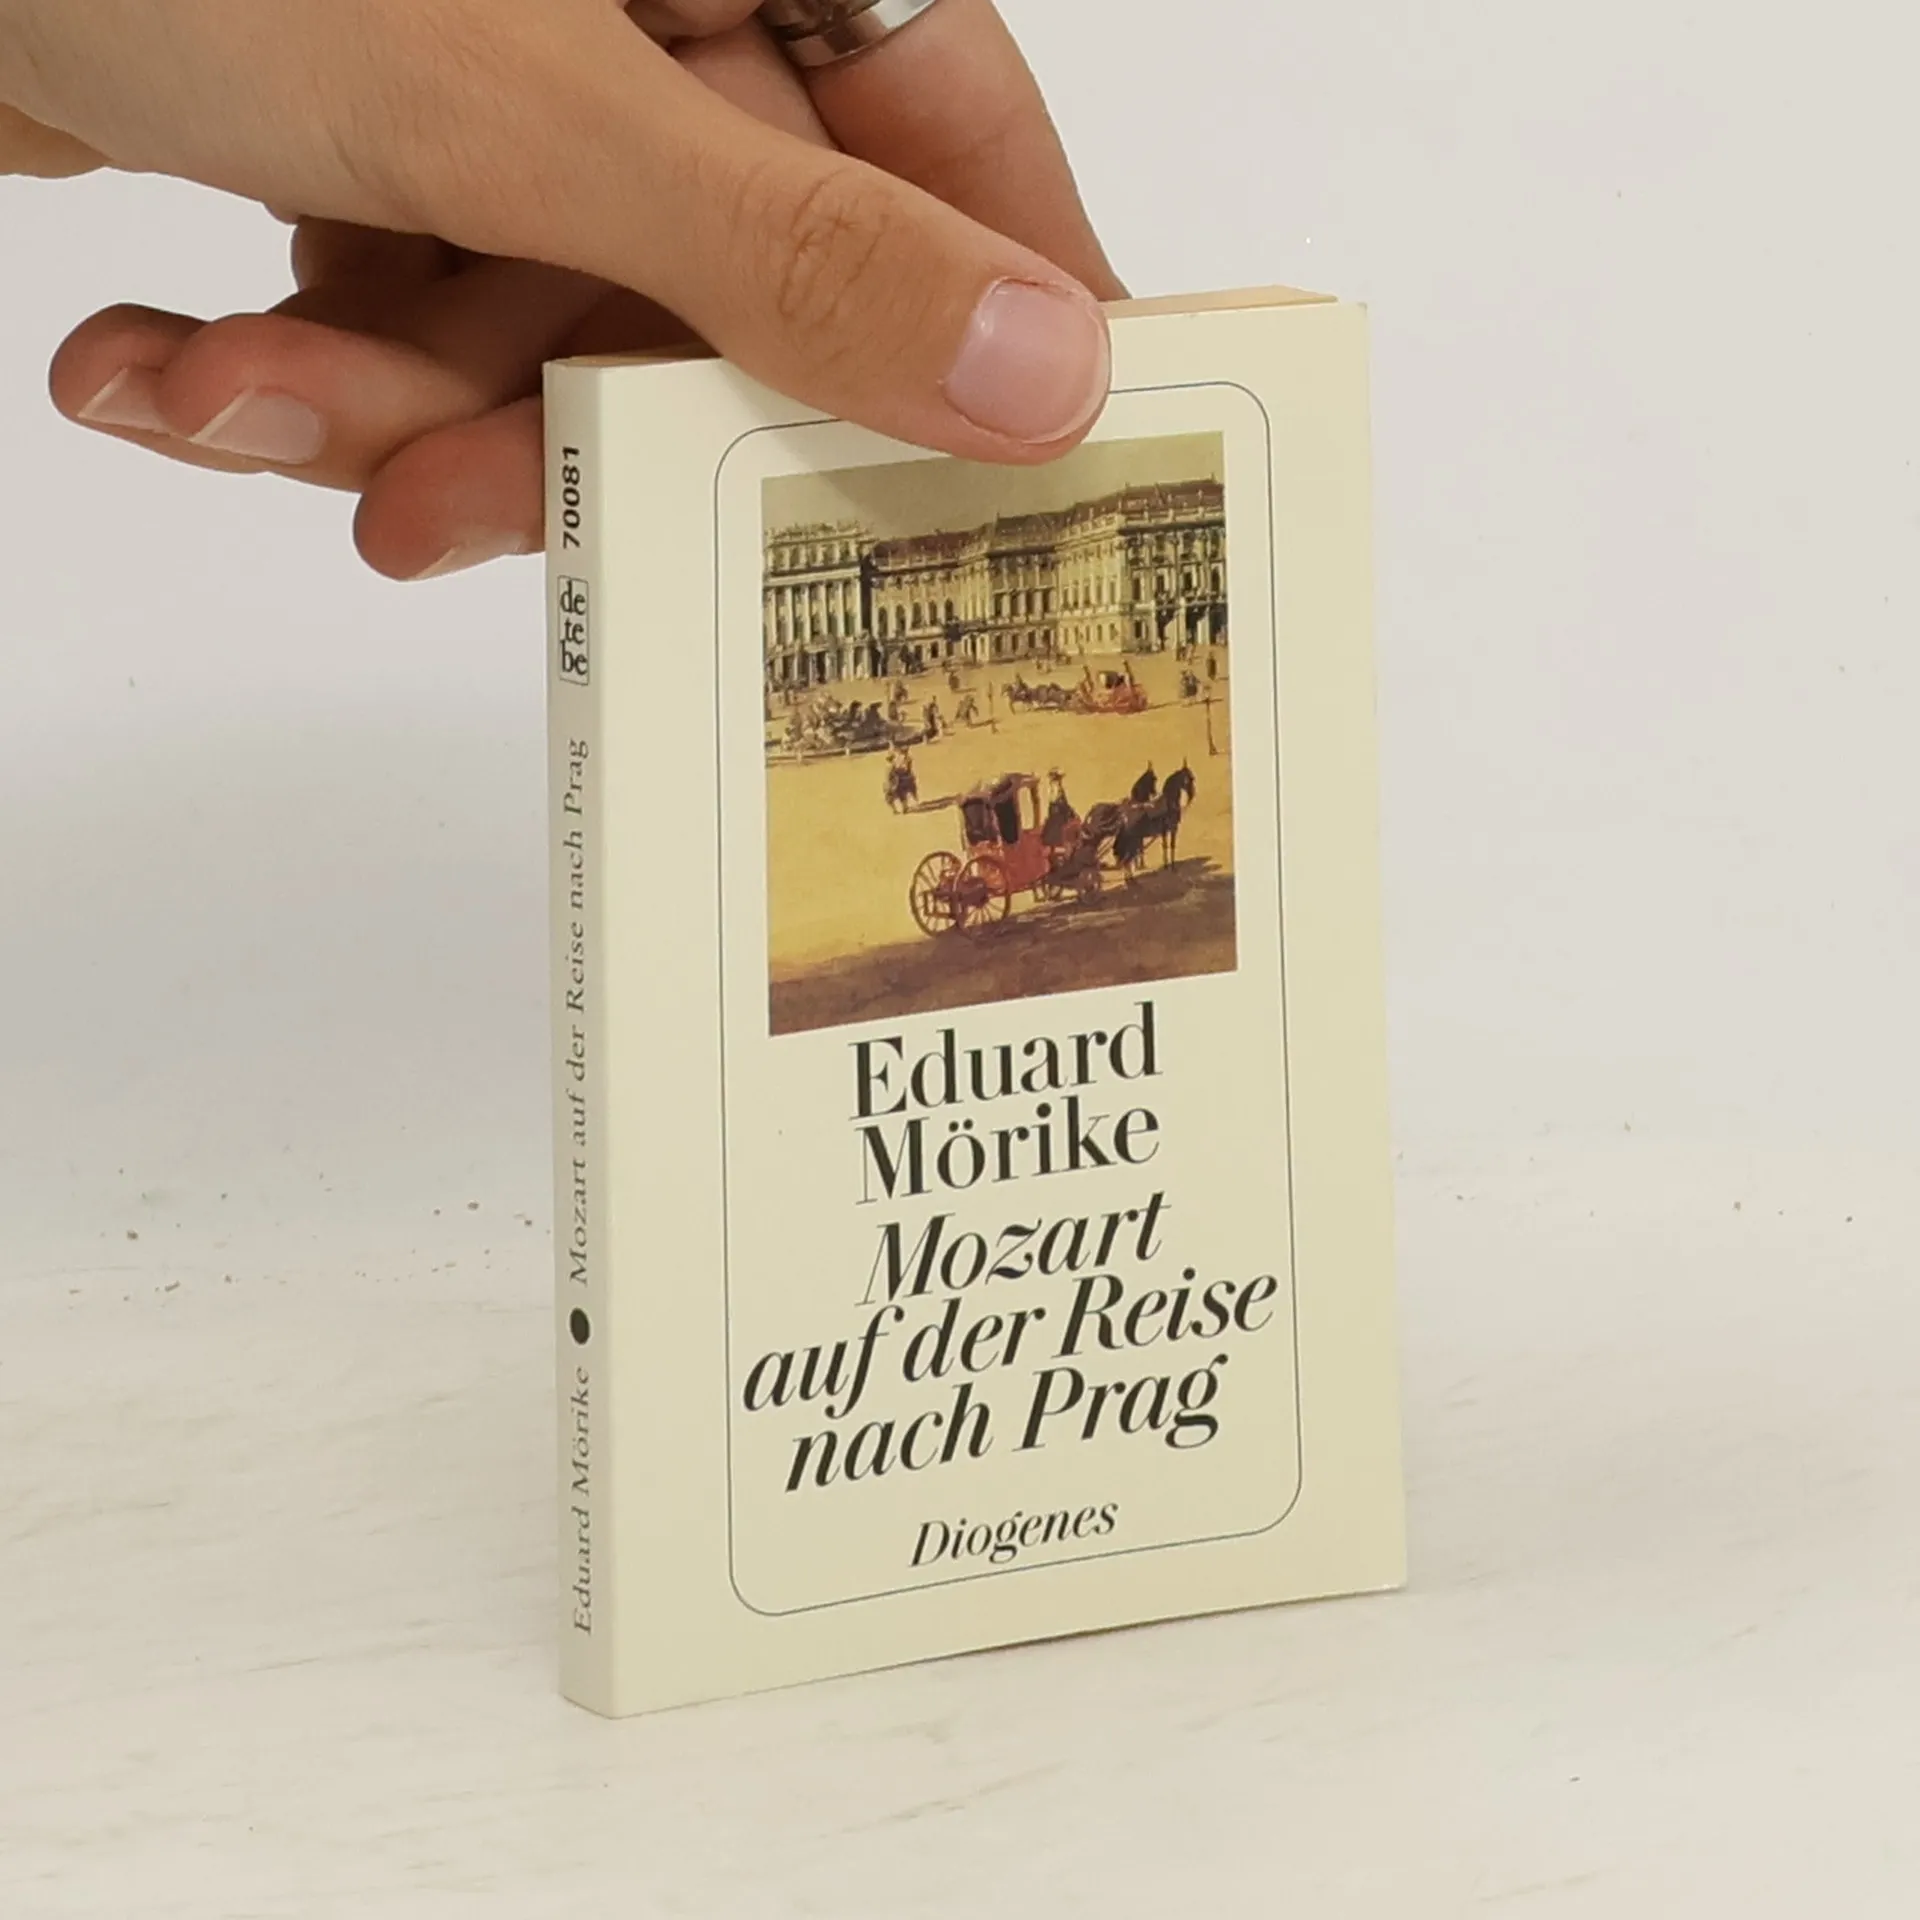 Eduard
Mörike
Mozart
auf der Reise
nach Prag
Diogenes
Eduard Mörike ● Mozart auf der Reise nach Prag
de
te
be
70081